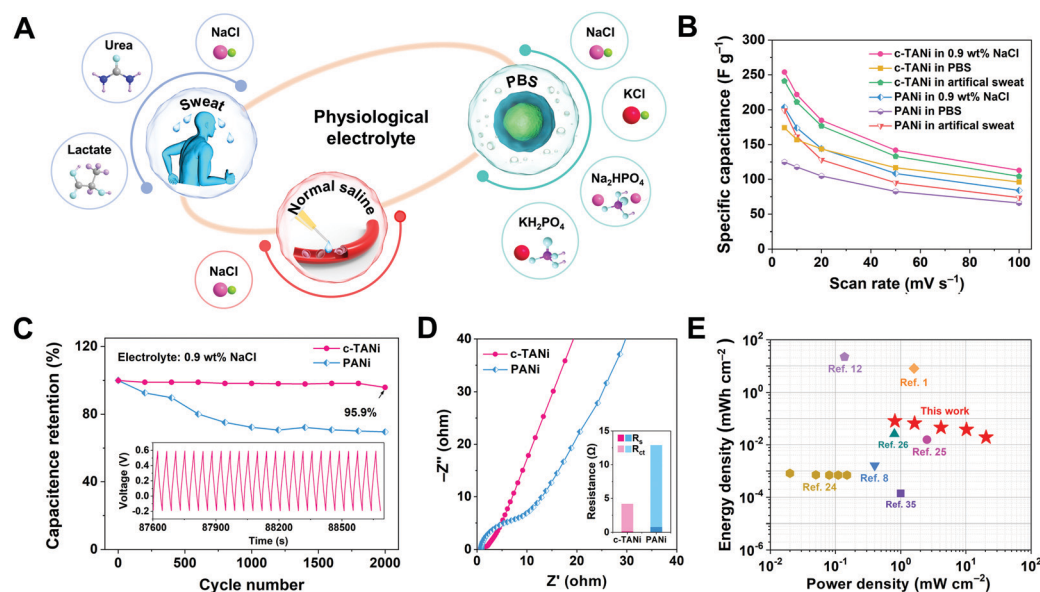 A
Urea
NaCl
Sweat
Lactate
Physiological
electrolyte
Normal saline
NaCl
PBS
NaCl
KCl
Na₂HPO₄
KH₂PO₄
B
Specific capacitance (F g⁻¹)
400
350
300
250
200
150
100
50
0
c-TANi in 0.9 wt% NaCl
c-TANi in PBS
c-TANi in artifical sweat
PANi in 0.9 wt% NaCl
PANi in PBS
PANi in artifical sweat
0 20 40 60 80 100
Scan rate (mV s⁻¹)
C
Capacitence retention (%)
120
80
40
0
Electrolyte: 0.9 wt% NaCl
c-TANi
PANi
95.9%
Voltage (V)
0.6
0.4
0.2
0.0
-0.2
87600 87900 88200 88500
Time (s)
0 500 1000 1500 2000
Cycle number
D
–Z'' (ohm)
40
30
20
10
0
c-TANi
PANi
Resistance (Ω)
15
10
5
0
Rs
Rct
c-TANi PANi
0 5 10 15 20 25 30
Z' (ohm)
E
Energy density (mWh cm⁻²)
10²
10⁰
10⁻²
10⁻⁴
10⁻⁶
Ref. 12
Ref. 1
This work
Ref. 26
Ref. 25
Ref. 24
Ref. 8
Ref. 35
10⁻² 10⁻¹ 10⁰ 10¹ 10²
Power density (mW cm⁻²)